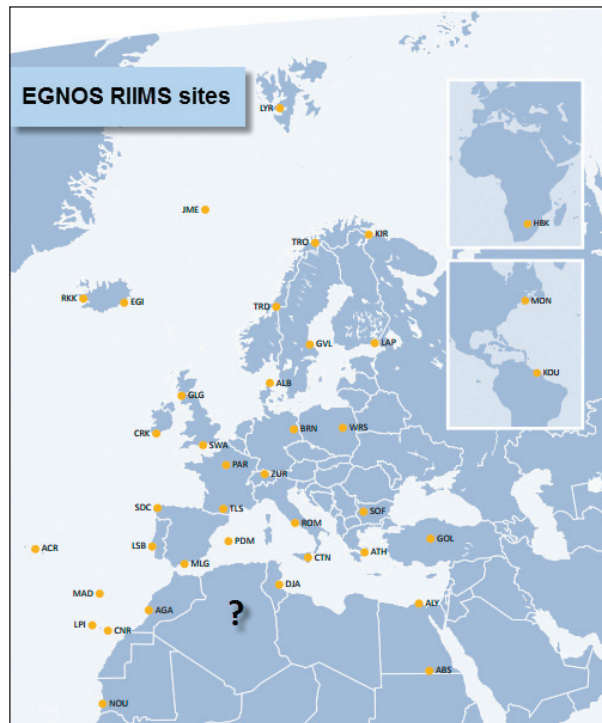 EGNOS RIIMS sites
LYR
HBK
JME
KIR
TRO
RKK
EGI
MON
TRD
GVL
LAP
KOU
ALB
GLG
BRN
WRS
CRK
SWA
PAR
ZUR
SDC
TLS
SOF
ROM
GOL
PDM
LSB
ACR
ATH
CTN
MLG
DJA
MAD
?
ALY
AGA
LPI
CNR
ABS
NOU